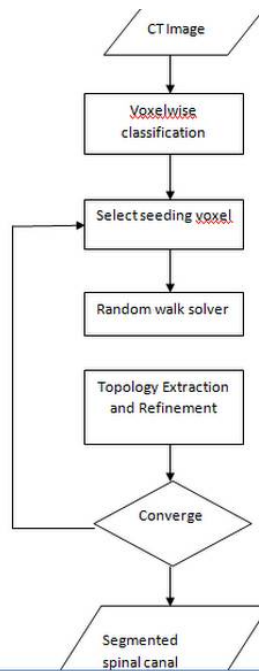 CT Image
Voxelwise
classification
Select seeding voxel
Random walk solver
Topology Extraction
and Refinement
Converge
Segmented
spinal canal